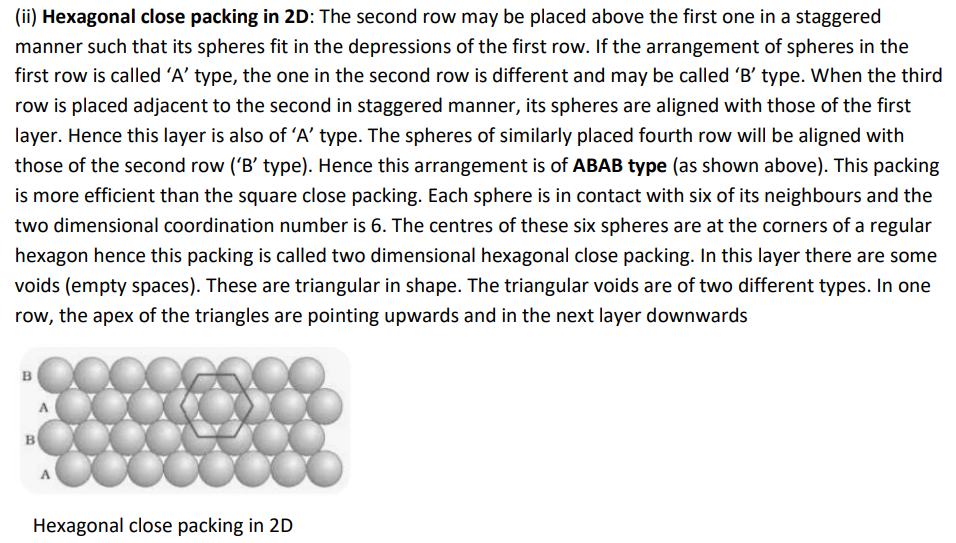 (ii) Hexagonal close packing in 2D: The second row may be placed above the first one in a staggered
manner such that its spheres fit in the depressions of the first row. If the arrangement of spheres in the
first row is called ‘A’ type, the one in the second row is different and may be called ‘B’ type. When the third
row is placed adjacent to the second in staggered manner, its spheres are aligned with those of the first
layer. Hence this layer is also of ‘A’ type. The spheres of similarly placed fourth row will be aligned with
those of the second row (‘B’ type). Hence this arrangement is of ABAB type (as shown above). This packing
is more efficient than the square close packing. Each sphere is in contact with six of its neighbours and the
two dimensional coordination number is 6. The centres of these six spheres are at the corners of a regular
hexagon hence this packing is called two dimensional hexagonal close packing. In this layer there are some
voids (empty spaces). These are triangular in shape. The triangular voids are of two different types. In one
row, the apex of the triangles are pointing upwards and in the next layer downwards
B
A
B
A
Hexagonal close packing in 2D